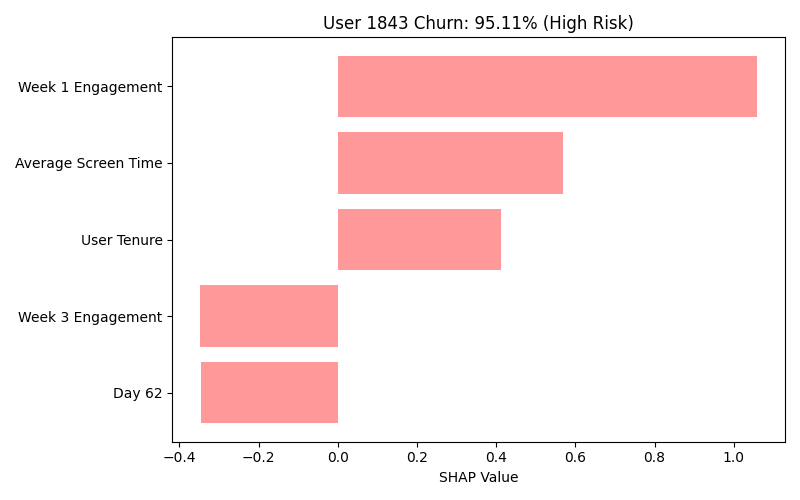 User 1843 Churn: 95.11% (High Risk)
Week 1 Engagement
Average Screen Time
User Tenure
Week 3 Engagement
Day 62
−0.4 −0.2 0.0 0.2 0.4 0.6 0.8 1.0
SHAP Value